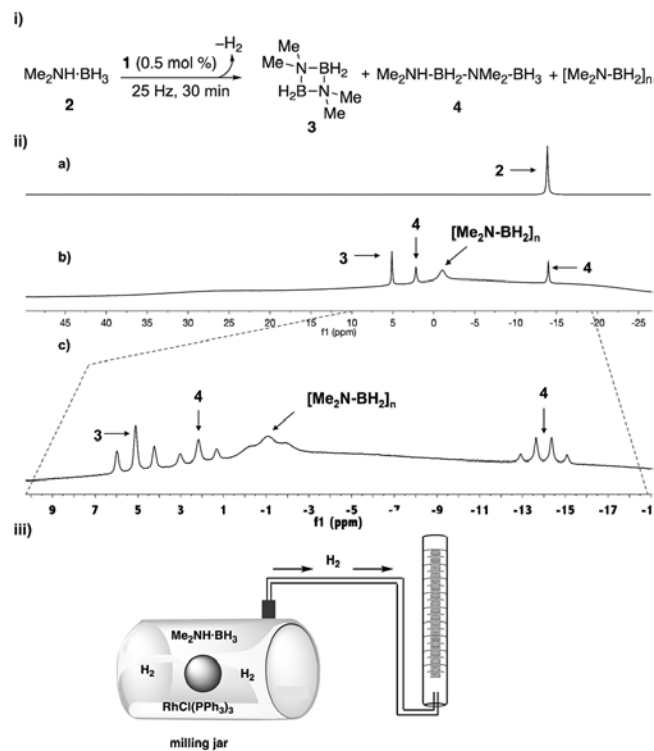 i)
Me2NH·BH3 1 (0.5 mol %) –H2 25 Hz, 30 min
Me Me N BH2 H2B N Me Me + Me2NH-BH2-NMe2-BH3 + [Me2N-BH2]n
2 3 4
ii)
a) 2
b) 3 4 [Me2N-BH2]n 4
45 40 35 30 25 20 15 10 5 0 -5 -10 -15 -20 -25
f1 (ppm)
c)
3 4 [Me2N-BH2]n 4
9 7 5 3 1 -1 -3 -5 -7 -9 -11 -13 -15 -17 -1
f1 (ppm)
iii)
H2
Me2NH·BH3
H2 H2
RhCl(PPh3)3
milling jar